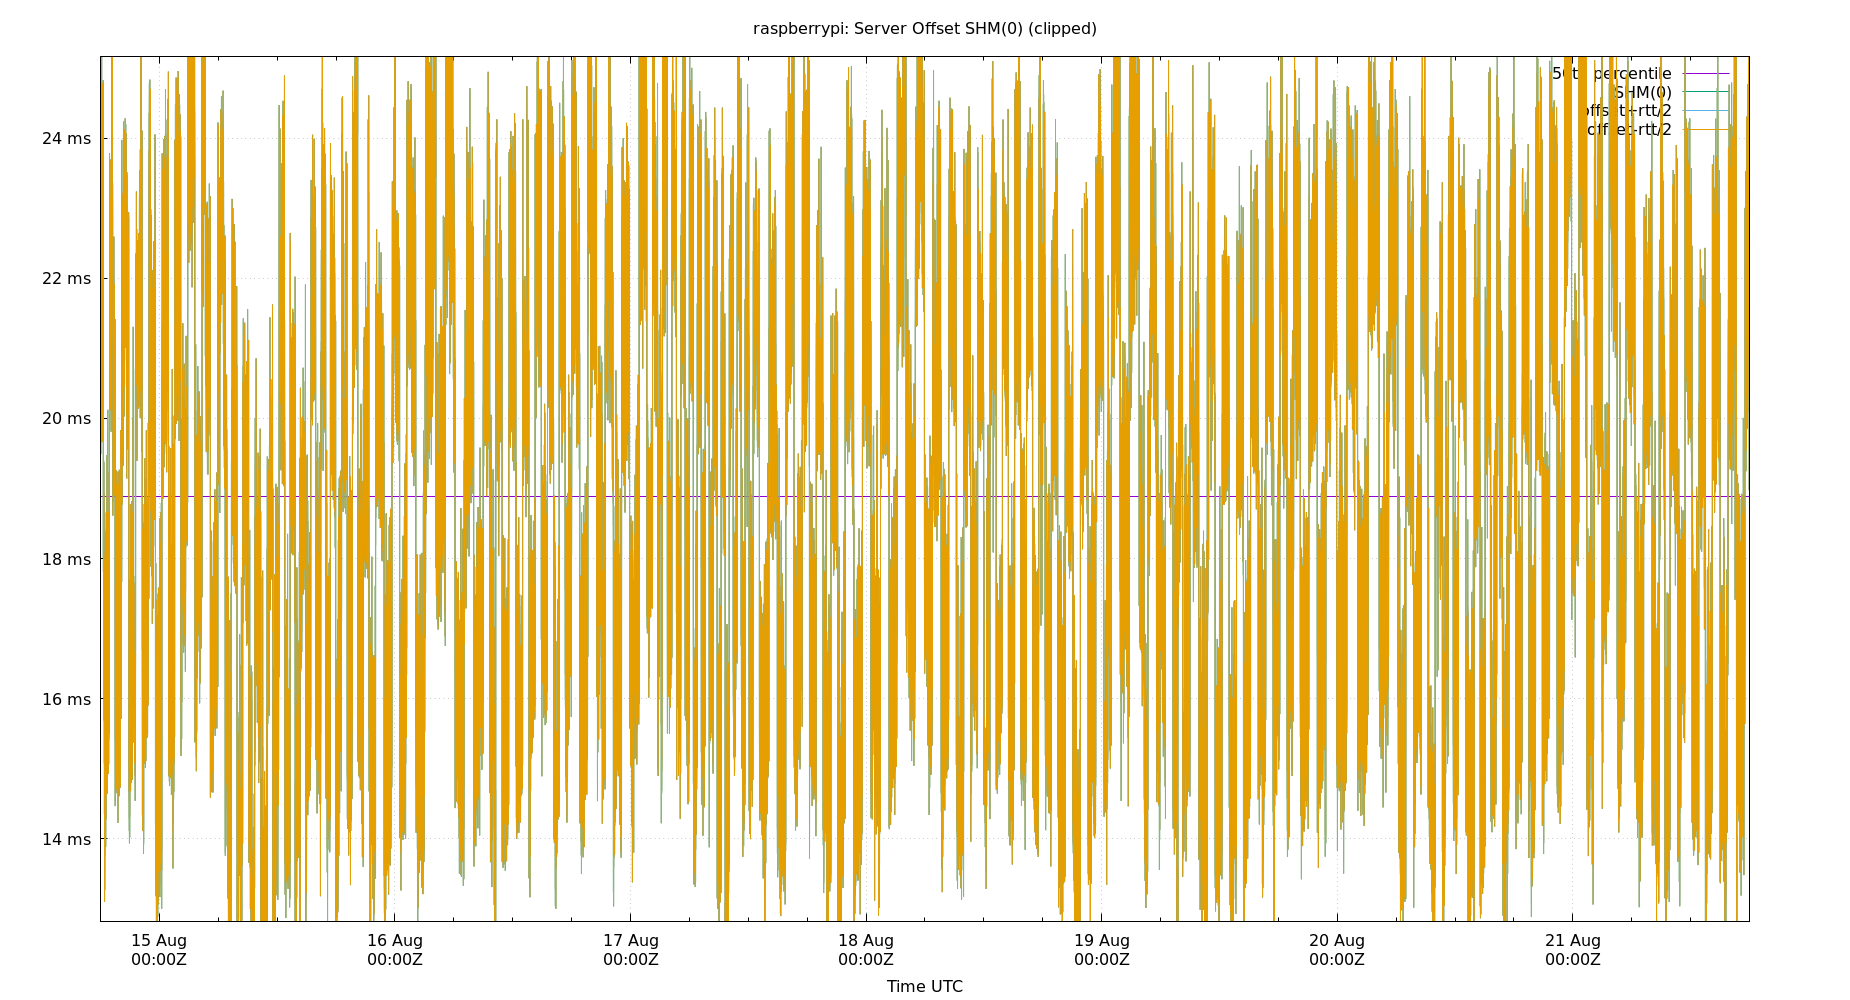 raspberrypi: Server Offset SHM(0) (clipped)
50th percentile
SHM(0)
offset+rtt/2
offset-rtt/2
24 ms
22 ms
20 ms
18 ms
16 ms
14 ms
15 Aug 16 Aug 17 Aug 18 Aug 19 Aug 20 Aug 21 Aug
00:00Z 00:00Z 00:00Z 00:00Z 00:00Z 00:00Z 00:00Z
Time UTC